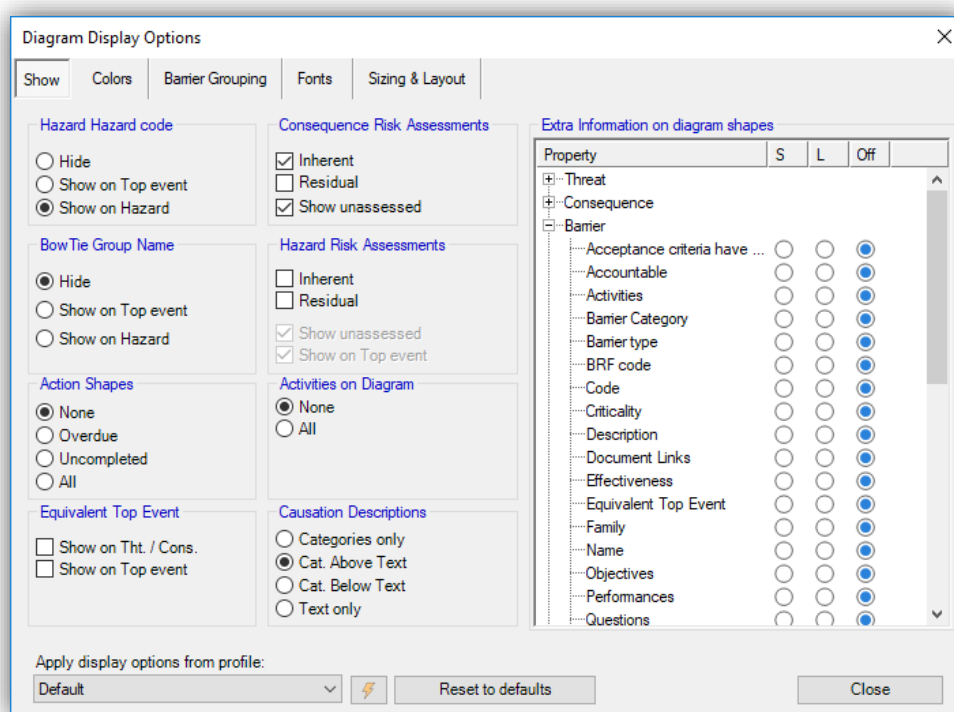 Diagram Display Options
Show
Colors
Barrier Grouping
Fonts
Sizing & Layout
Hazard Hazard code
Hide
Show on Top event
Show on Hazard
Consequence Risk Assessments
Inherent
Residual
Show unassessed
BowTie Group Name
Hide
Show on Top event
Show on Hazard
Hazard Risk Assessments
Inherent
Residual
Show unassessed
Show on Top event
Action Shapes
None
Overdue
Uncompleted
All
Activities on Diagram
None
All
Equivalent Top Event
Show on Tht. / Cons.
Show on Top event
Causation Descriptions
Categories only
Cat. Above Text
Cat. Below Text
Text only
Extra Information on diagram shapes
Property S L Off
Threat
Consequence
Barrier
Acceptance criteria have ...
Accountable
Activities
Barrier Category
Barrier type
BRF code
Code
Criticality
Description
Document Links
Effectiveness
Equivalent Top Event
Family
Name
Objectives
Performances
Questions
Apply display options from profile:
Default
Reset to defaults
Close